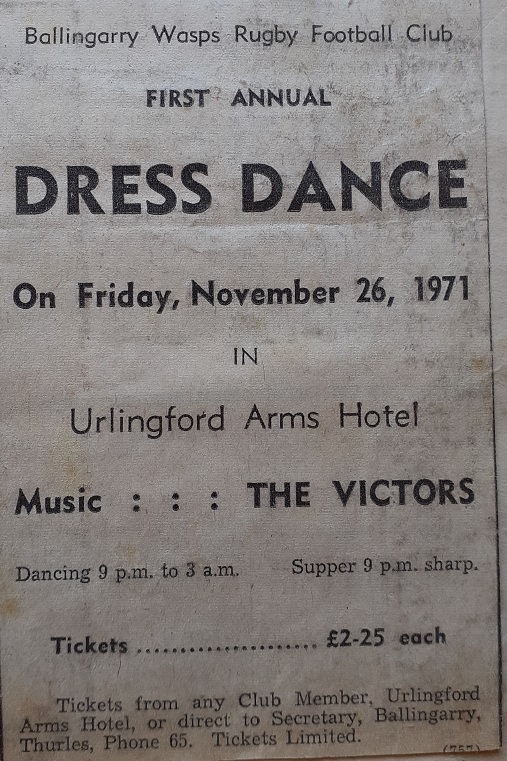 Ballingarry Wasps Rugby Football Club
FIRST ANNUAL
DRESS DANCE
On Friday, November 26, 1971
IN
Urlingford Arms Hotel
Music : : : THE VICTORS
Dancing 9 p.m. to 3 a.m. Supper 9 p.m. sharp.
Tickets ...................... £2-25 each
Tickets from any Club Member, Urlingford
Arms Hotel, or direct to Secretary, Ballingarry,
Thurles, Phone 65. Tickets Limited.
(757)